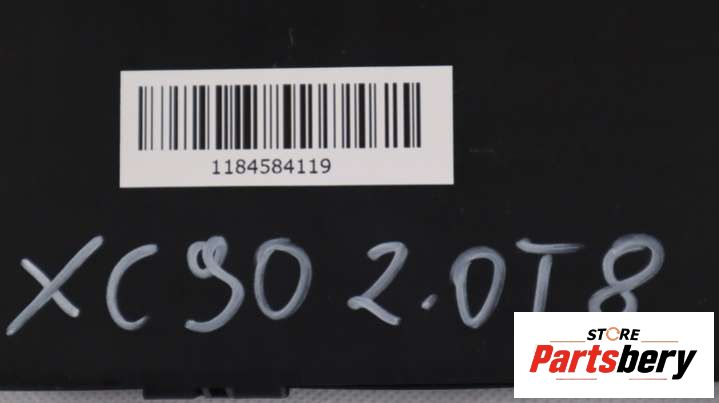 1184584119
XC90 2.0T8
STORE
Partsbery